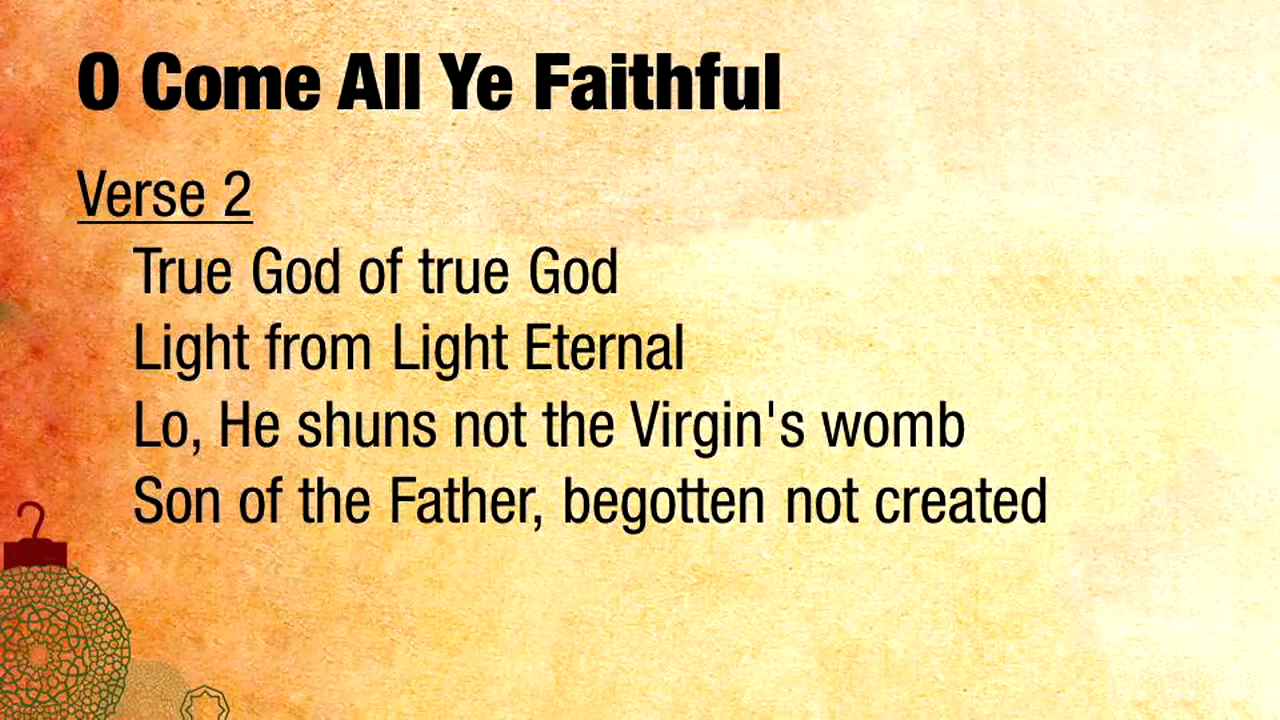 O Come All Ye Faithful
Verse 2
True God of true God
Light from Light Eternal
Lo, He shuns not the Virgin's womb
Son of the Father, begotten not created